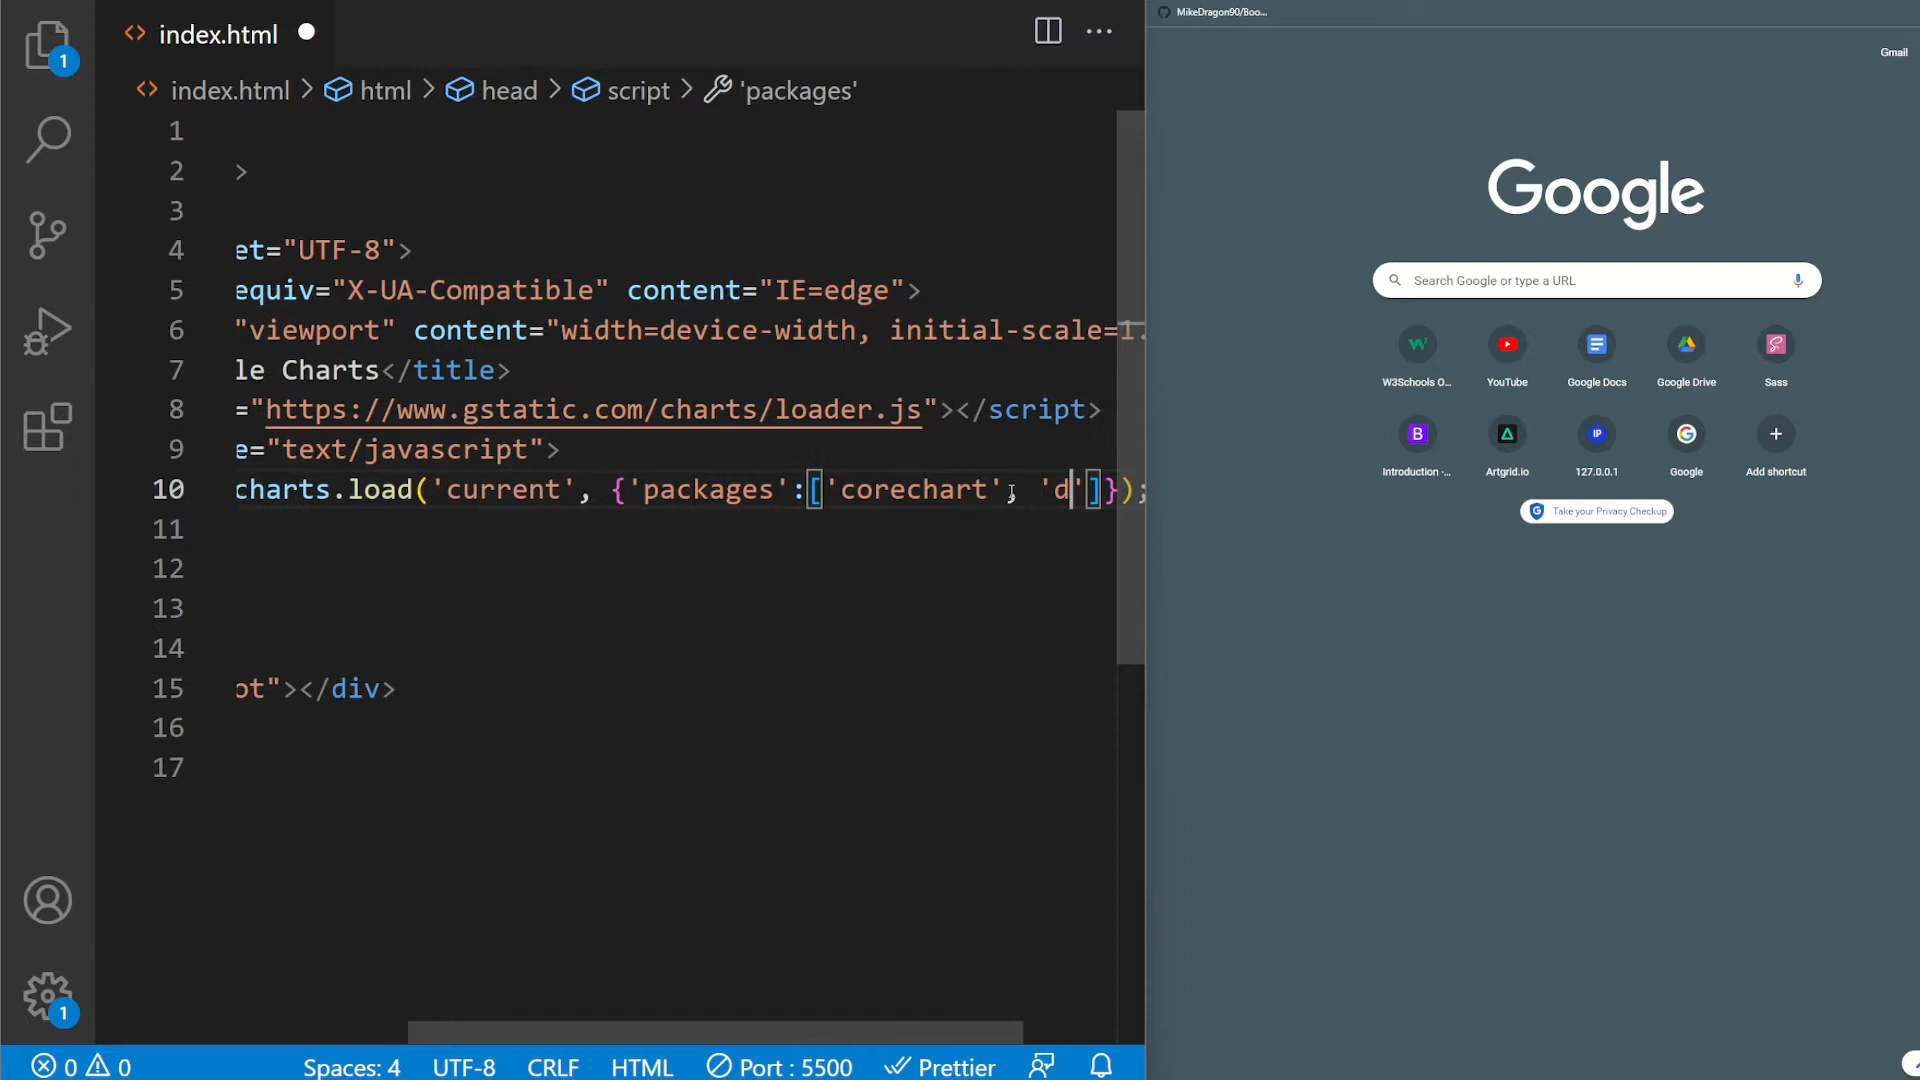 index.html
index.html > html > head > script > 'packages'
1
2 >
3
4 et="UTF-8">
5 equiv="X-UA-Compatible" content="IE=edge">
6 "viewport" content="width=device-width, initial-scale=1.
7 le Charts</title>
8 ="https://www.gstatic.com/charts/loader.js"></script>
9 e="text/javascript">
10 charts.load('current', {'packages':['corechart', 'd']});
11
12
13
14
15 ot"></div>
16
17
1
1
0 0 Spaces: 4 UTF-8 CRLF HTML Port : 5500 Prettier
MikeDragon90/Boo...
Gmail
Google
Search Google or type a URL
W3Schools O... YouTube Google Docs Google Drive Sass
B IP G
Introduction -... Artgrid.io 127.0.0.1 Google Add shortcut
Take your Privacy Checkup